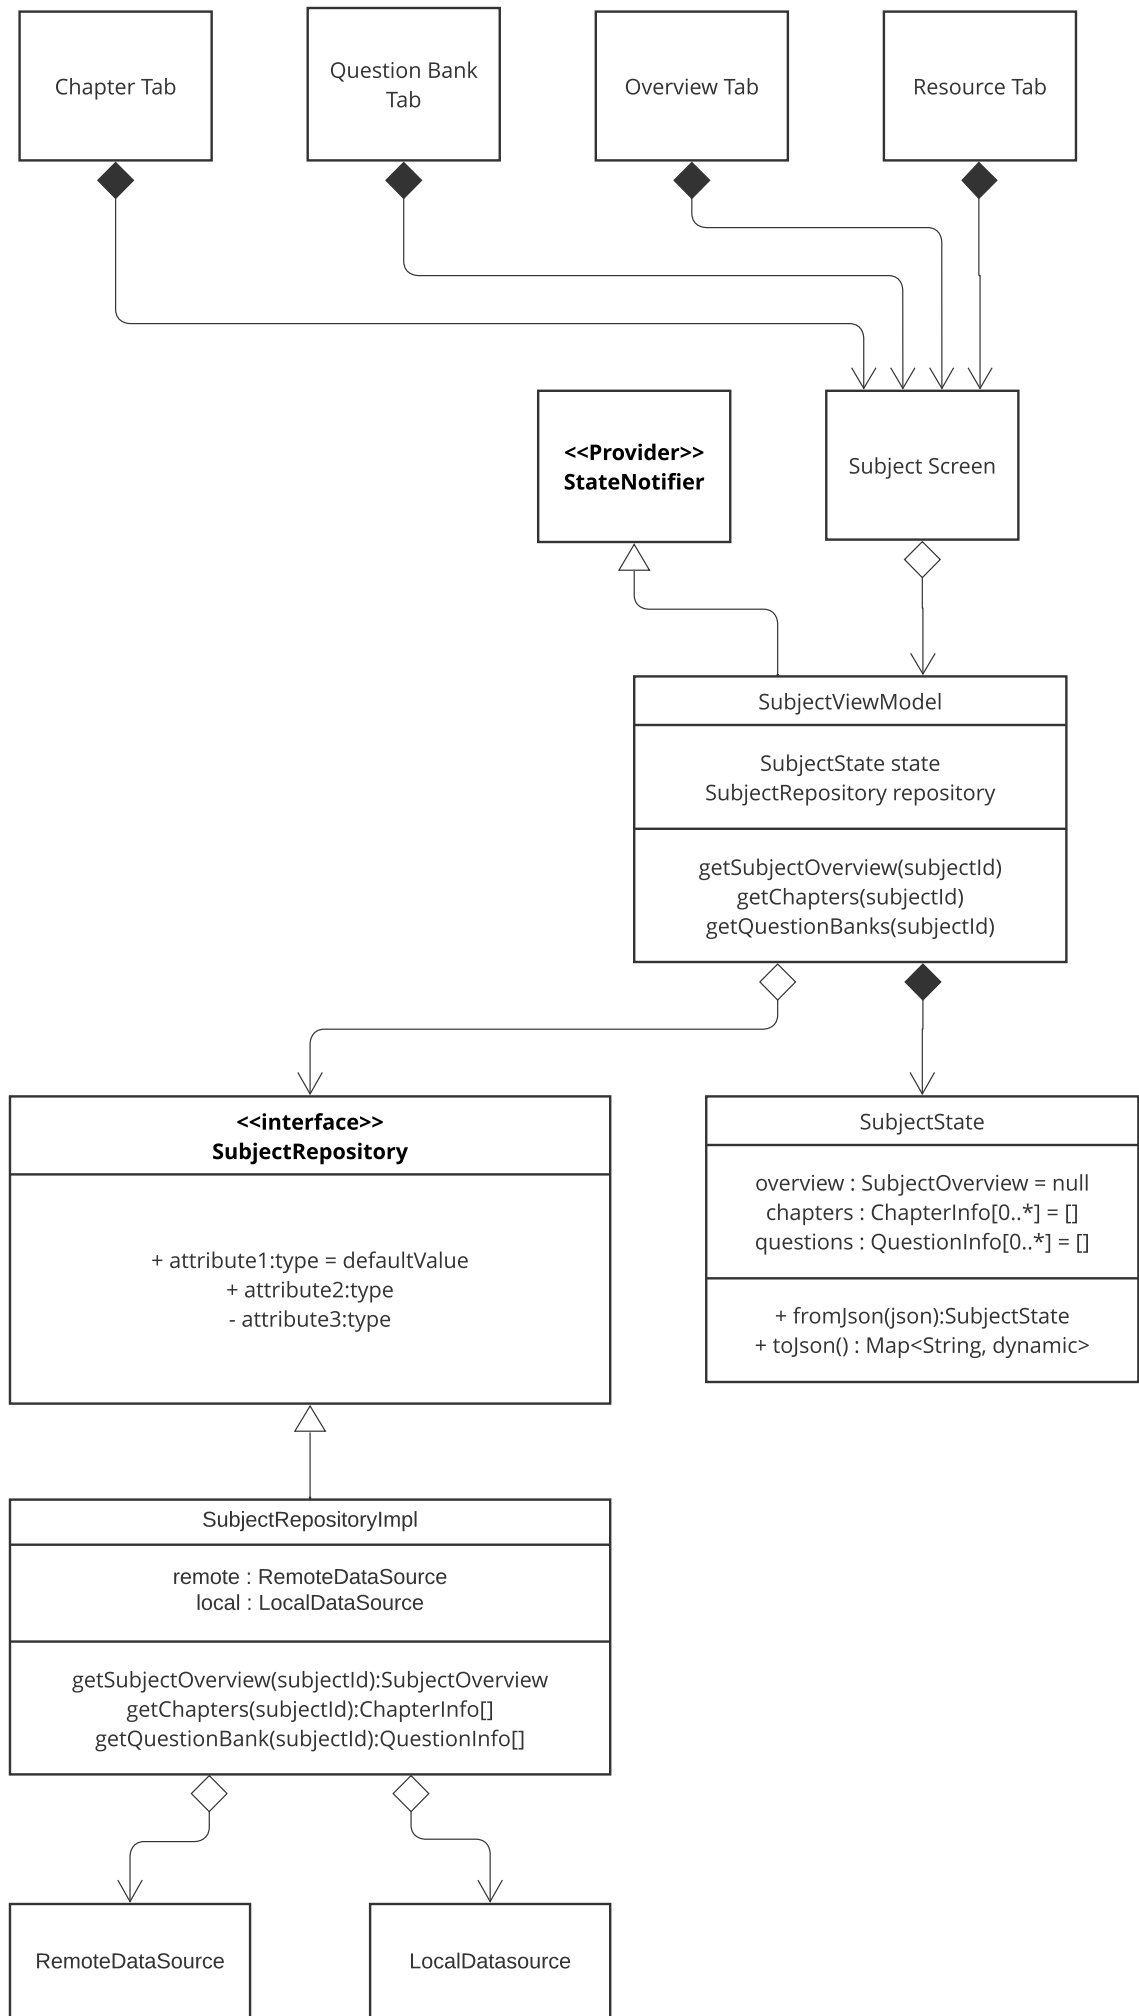 Chapter Tab
Question Bank
Tab
Overview Tab
Resource Tab
<<Provider>>
StateNotifier
Subject Screen
SubjectViewModel
SubjectState state
SubjectRepository repository
getSubjectOverview(subjectId)
getChapters(subjectId)
getQuestionBanks(subjectId)
<<interface>>
SubjectRepository
+ attribute1:type = defaultValue
+ attribute2:type
- attribute3:type
SubjectState
overview : SubjectOverview = null
chapters : ChapterInfo[0..*] = []
questions : QuestionInfo[0..*] = []
+ fromJson(json):SubjectState
+ toJson() : Map<String, dynamic>
SubjectRepositoryImpl
remote : RemoteDataSource
local : LocalDataSource
getSubjectOverview(subjectId):SubjectOverview
getChapters(subjectId):ChapterInfo[]
getQuestionBank(subjectId):QuestionInfo[]
RemoteDataSource
LocalDatasource